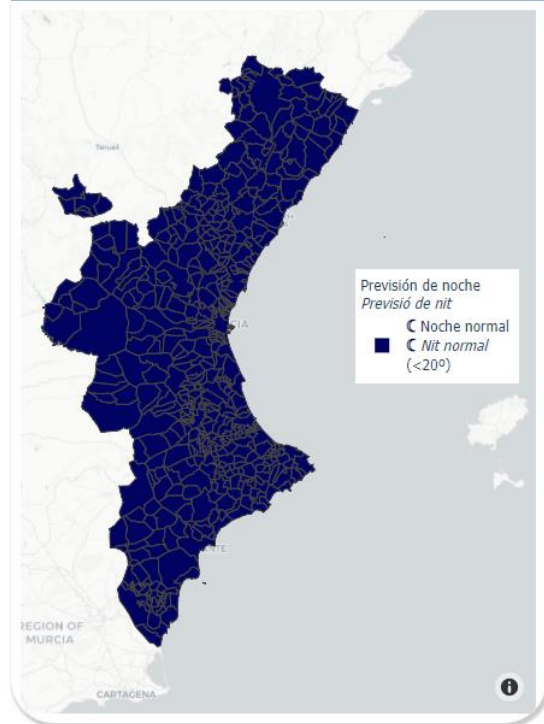 Teruel
Previsión de noche
Previsió de nit
☾ Noche normal
☾ Nit normal
(<20º)
REGION OF
MURCIA
CARTAGENA